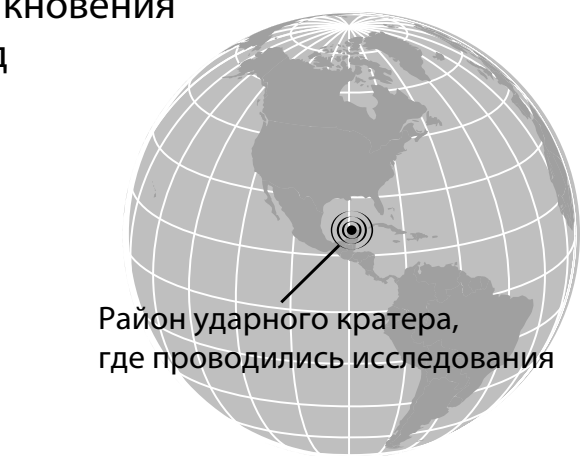 кновения
д
Район ударного кратера,
где проводились исследования